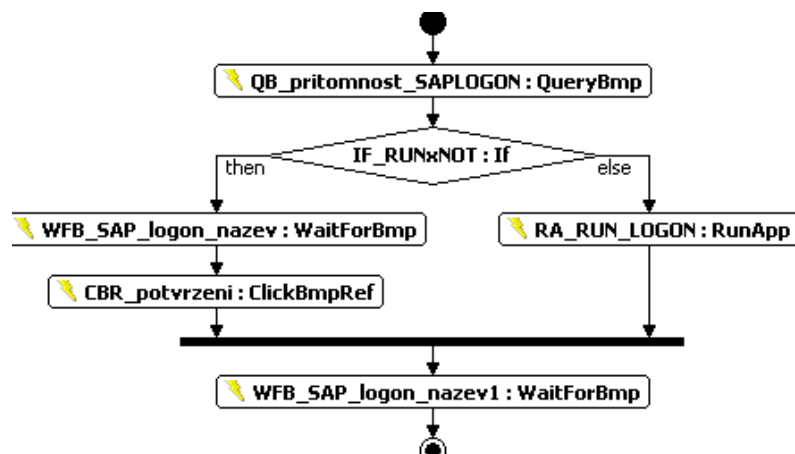 QB_pritomnost_SAPLOGON : QueryBmp
IF_RUNxNOT : If
then
else
WFB_SAP_logon_nazev : WaitForBmp
RA_RUN_LOGON : RunApp
CBR_potvrzeni : ClickBmpRef
WFB_SAP_logon_nazev1 : WaitForBmp